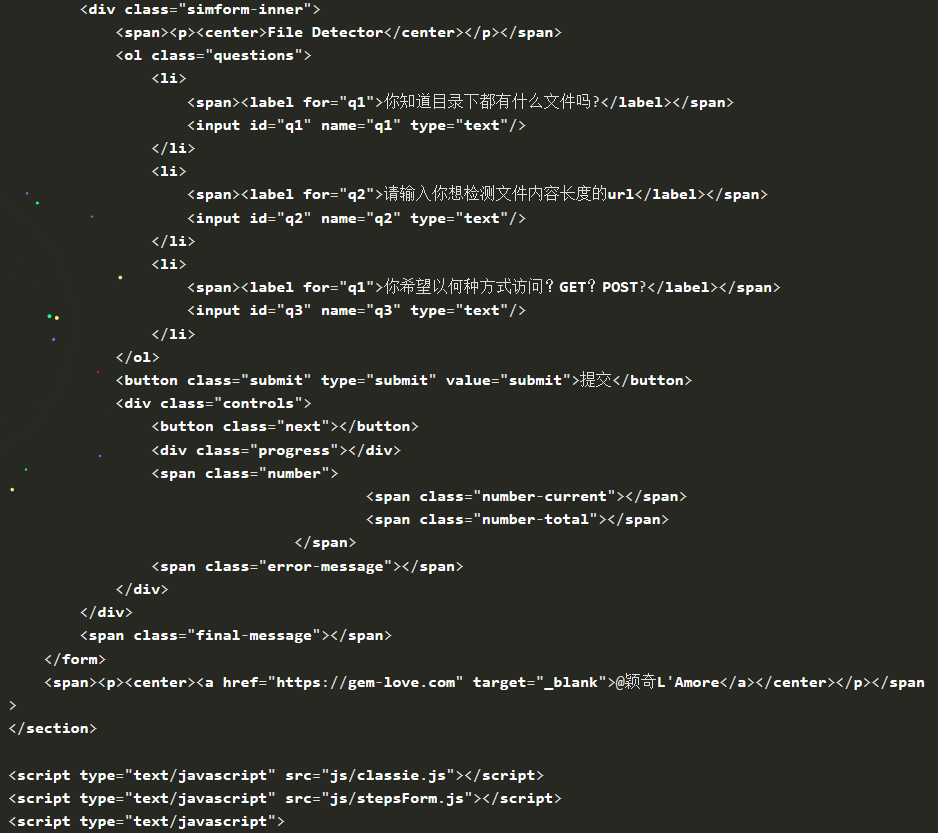 <div class="simform-inner">
<span><p><center>File Detector</center></p></span>
<ol class="questions">
<li>
<span><label for="q1">你知道目录下都有什么文件吗?</label></span>
<input id="q1" name="q1" type="text"/>
</li>
<li>
<span><label for="q2">请输入你想检测文件内容长度的url</label></span>
<input id="q2" name="q2" type="text"/>
</li>
<li>
<span><label for="q1">你希望以何种方式访问？GET？POST?</label></span>
<input id="q3" name="q3" type="text"/>
</li>
</ol>
<button class="submit" type="submit" value="submit">提交</button>
<div class="controls">
<button class="next"></button>
<div class="progress"></div>
<span class="number">
<span class="number-current"></span>
<span class="number-total"></span>
</span>
<span class="error-message"></span>
</div>
</div>
<span class="final-message"></span>
</form>
<span><p><center><a href="https://gem-love.com" target="_blank">@颖奇L'Amore</a></center></p></span
>
</section>
<script type="text/javascript" src="js/classie.js"></script>
<script type="text/javascript" src="js/stepsForm.js"></script>
<script type="text/javascript">